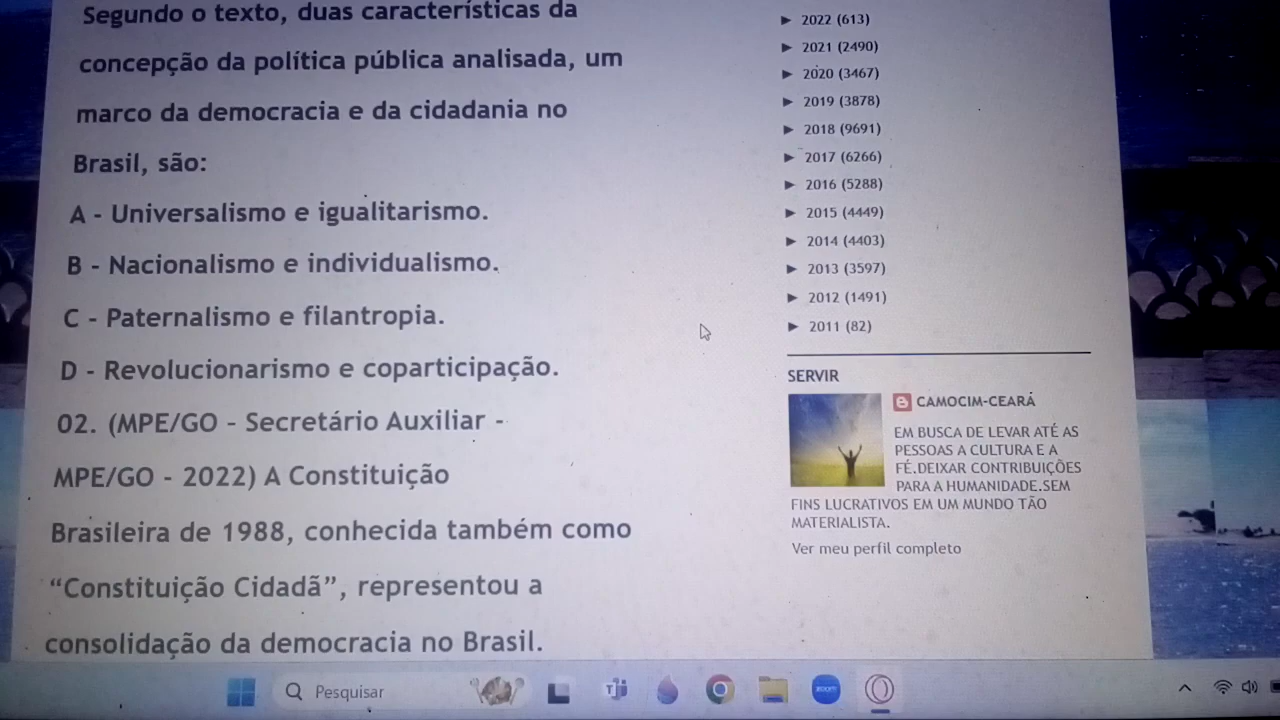 Segundo o texto, duas características da
concepção da política pública analisada, um
marco da democracia e da cidadania no
Brasil, são:
A - Universalismo e igualitarismo.
B - Nacionalismo e individualismo.
C - Paternalismo e filantropia.
D - Revolucionarismo e coparticipação.
02. (MPE/GO - Secretário Auxiliar -
MPE/GO - 2022) A Constituição
Brasileira de 1988, conhecida também como
“Constituição Cidadã”, representou a
consolidação da democracia no Brasil.
► 2022 (613)
► 2021 (2490)
► 2020 (3467)
► 2019 (3878)
► 2018 (9691)
► 2017 (6266)
► 2016 (5288)
► 2015 (4449)
► 2014 (4403)
► 2013 (3597)
► 2012 (1491)
► 2011 (82)
SERVIR
CAMOCIM-CEARÁ
EM BUSCA DE LEVAR ATÉ AS
PESSOAS A CULTURA E A
FÉ.DEIXAR CONTRIBUIÇÕES
PARA A HUMANIDADE.SEM
FINS LUCRATIVOS EM UM MUNDO TÃO
MATERIALISTA.
Ver meu perfil completo
Pesquisar
zoom